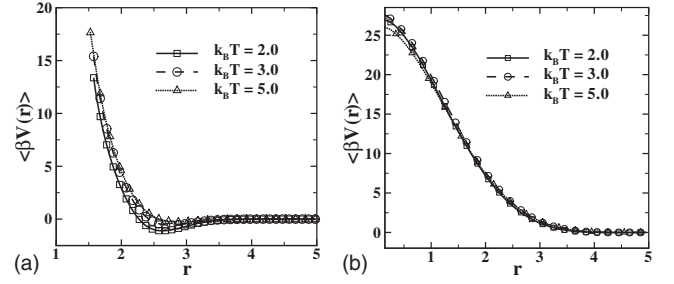 20
15
10
5
0
<βV(r)>
k_BT = 2.0
k_BT = 3.0
k_BT = 5.0
1 2 3 4 5
(a) r
25
20
15
10
5
0
<βV(r)>
k_BT = 2.0
k_BT = 3.0
k_BT = 5.0
1 2 3 4 5
(b) r